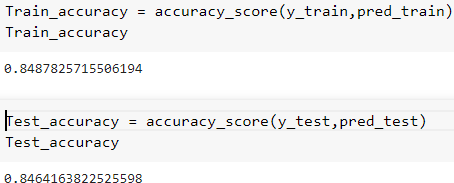 Train_accuracy = accuracy_score(y_train,pred_train)
Train_accuracy
0.8487825715506194
Test_accuracy = accuracy_score(y_test,pred_test)
Test_accuracy
0.8464163822525598